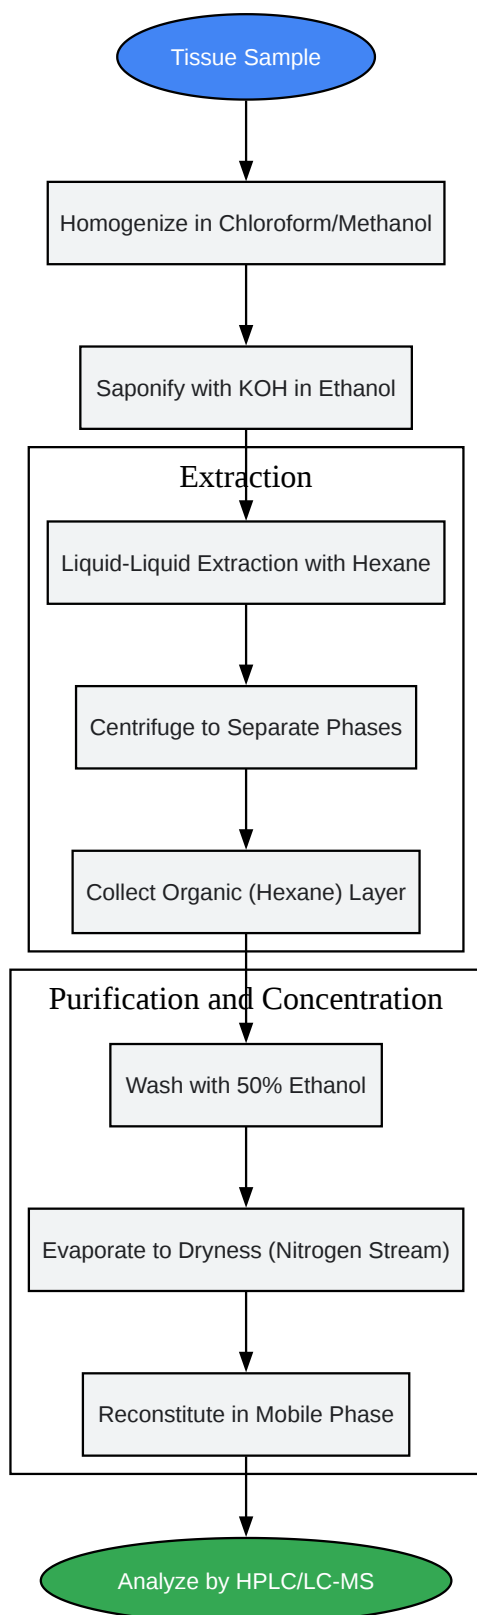 Tissue Sample
Homogenize in Chloroform/Methanol
Saponify with KOH in Ethanol
Extraction
Liquid-Liquid Extraction with Hexane
Centrifuge to Separate Phases
Collect Organic (Hexane) Layer
Purification and Concentration
Wash with 50% Ethanol
Evaporate to Dryness (Nitrogen Stream)
Reconstitute in Mobile Phase
Analyze by HPLC/LC-MS